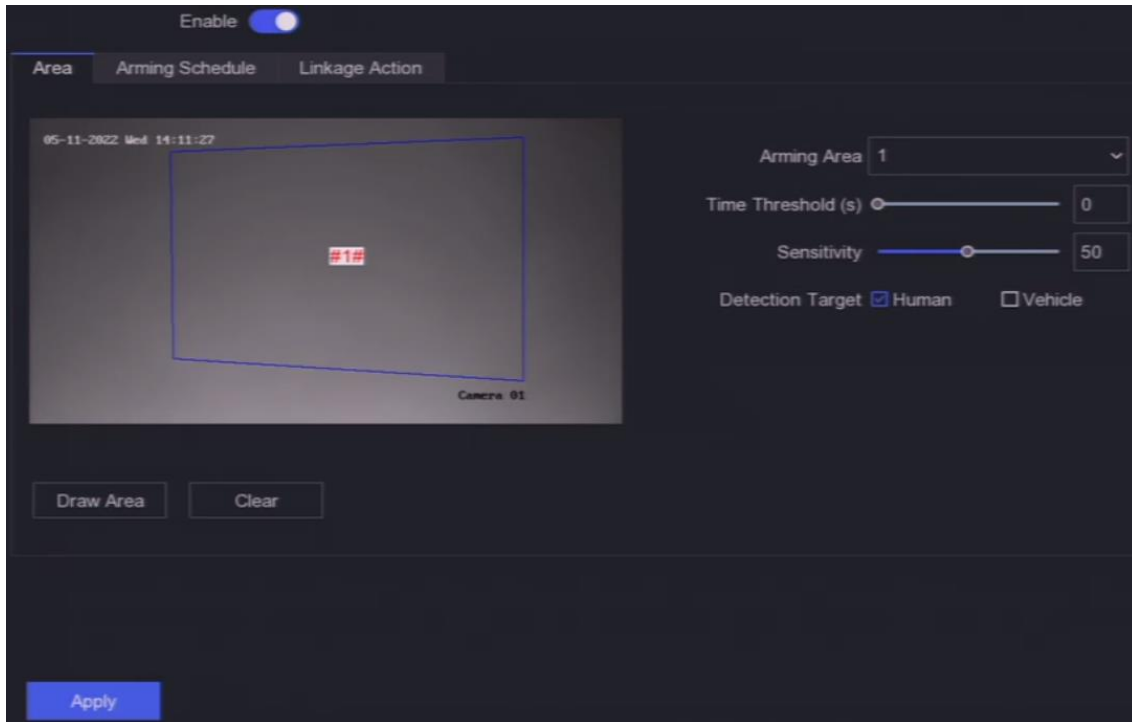 Enable
Area Arming Schedule Linkage Action
05-11-2022 Wed 14:11:27
#1#
Camera 01
Arming Area 1
Time Threshold (s) 0
Sensitivity 50
Detection Target Human Vehicle
Draw Area Clear
Apply